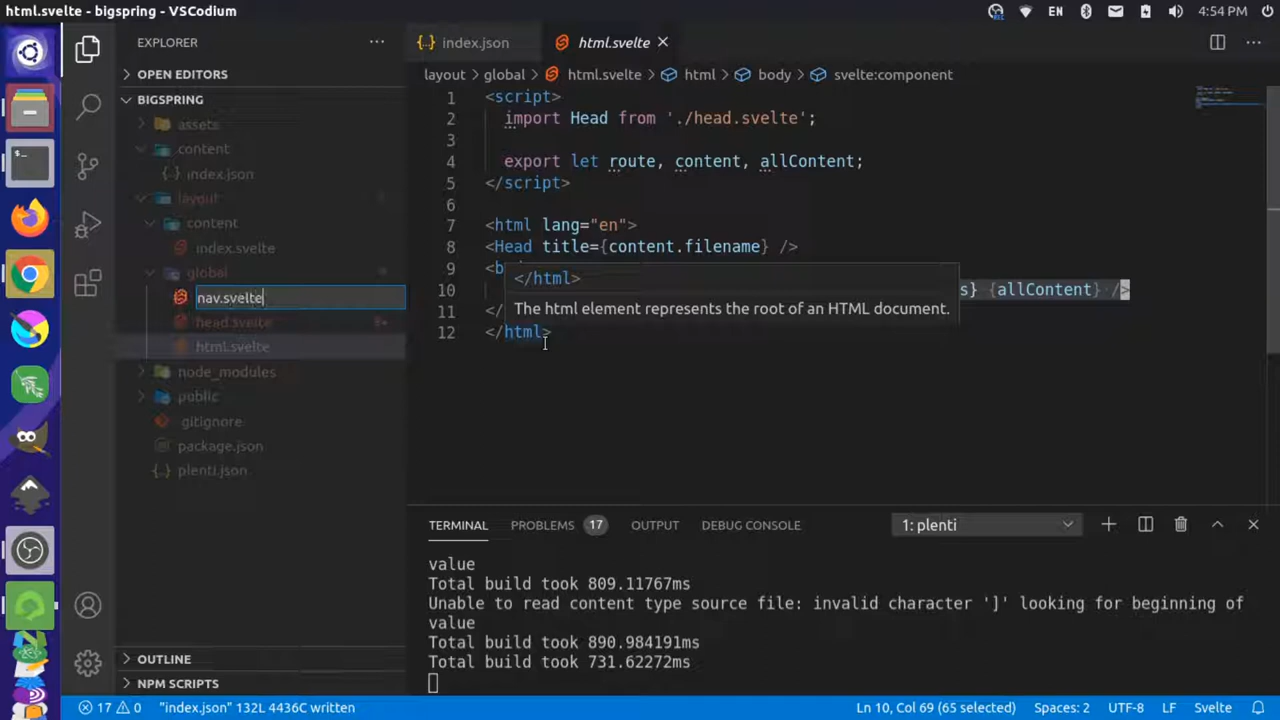 html.svelte - bigspring - VSCodium
EN
4:54 PM
EXPLORER
OPEN EDITORS
BIGSPRING
assets
content
index.json
layout
content
index.svelte
global
nav.svelte
head.svelte
html.svelte
node_modules
public
.gitignore
package.json
plenti.json
OUTLINE
NPM SCRIPTS
index.json
html.svelte
layout > global > html.svelte > html > body > svelte:component
1 <script>
2 import Head from './head.svelte';
3
4 export let route, content, allContent;
5 </script>
6
7 <html lang="en">
8 <Head title={content.filename} />
9 <b
</html>
The html element represents the root of an HTML document.
10 s} {allContent} />
11 </
12 </html>
TERMINAL PROBLEMS 17 OUTPUT DEBUG CONSOLE 1: plenti
value
Total build took 809.11767ms
Unable to read content type source file: invalid character ']' looking for beginning of
value
Total build took 890.984191ms
Total build took 731.62272ms
17 0 "index.json" 132L 4436C written
Ln 10, Col 69 (65 selected) Spaces: 2 UTF-8 LF Svelte